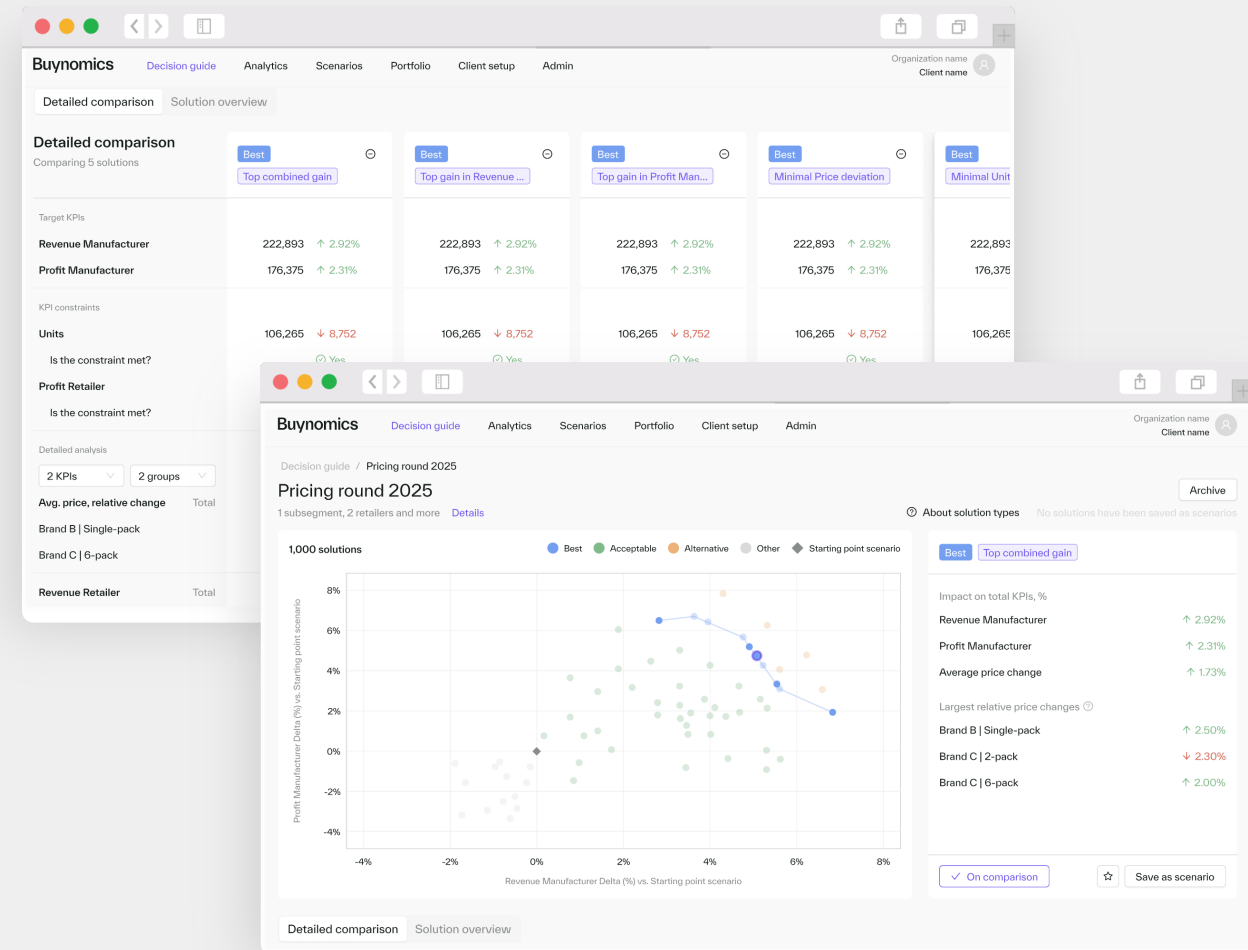 Buynomics Decision guide Analytics Scenarios Portfolio Client setup Admin
Organization name
Client name
Detailed comparison Solution overview
Detailed comparison
Comparing 5 solutions
Best Best Best Best Best
Top combined gain Top gain in Revenue ... Top gain in Profit Man... Minimal Price deviation Minimal Unit
Target KPIs
Revenue Manufacturer 222,893 ↑ 2.92% 222,893 ↑ 2.92% 222,893 ↑ 2.92% 222,893 ↑ 2.92% 222,893
Profit Manufacturer 176,375 ↑ 2.31% 176,375 ↑ 2.31% 176,375 ↑ 2.31% 176,375 ↑ 2.31% 176,375
KPI constraints
Units 106,265 ↓ 8,752 106,265 ↓ 8,752 106,265 ↓ 8,752 106,265 ↓ 8,752 106,265
Is the constraint met? Yes Yes Yes Yes
Profit Retailer
Is the constraint met?
Detailed analysis
2 KPIs 2 groups
Avg. price, relative change Total
Brand B | Single-pack
Brand C | 6-pack
Revenue Retailer Total
Buynomics Decision guide Analytics Scenarios Portfolio Client setup Admin
Organization name
Client name
Decision guide / Pricing round 2025
Pricing round 2025
Archive
1 subsegment, 2 retailers and more Details
About solution types No solutions have been saved as scenarios
1,000 solutions
Best Acceptable Alternative Other Starting point scenario
Profit Manufacturer Delta (%) vs. Starting point scenario
8%
6%
4%
2%
0%
-2%
-4%
-4% -2% 0% 2% 4% 6% 8%
Revenue Manufacturer Delta (%) vs. Starting point scenario
Best Top combined gain
Impact on total KPIs, %
Revenue Manufacturer ↑ 2.92%
Profit Manufacturer ↑ 2.31%
Average price change ↑ 1.73%
Largest relative price changes
Brand B | Single-pack ↑ 2.50%
Brand C | 2-pack ↓ 2.30%
Brand C | 6-pack ↑ 2.00%
On comparison Save as scenario
Detailed comparison Solution overview